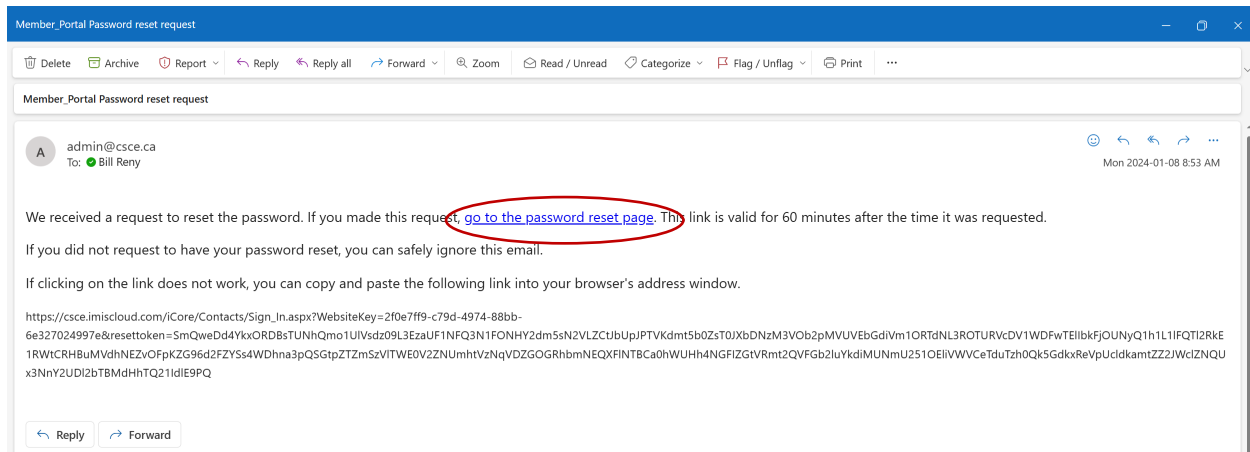 Member_Portal Password reset request
Delete Archive Report Reply Reply all Forward Zoom Read / Unread Categorize Flag / Unflag Print ...
Member_Portal Password reset request
A
admin@csce.ca
To: Bill Reny
Mon 2024-01-08 8:53 AM
We received a request to reset the password. If you made this request, go to the password reset page. This link is valid for 60 minutes after the time it was requested.
If you did not request to have your password reset, you can safely ignore this email.
If clicking on the link does not work, you can copy and paste the following link into your browser's address window.
https://csce.imiscloud.com/iCore/Contacts/Sign_In.aspx?WebsiteKey=2f0e7ff9-c79d-4974-88bb-
Reply Forward